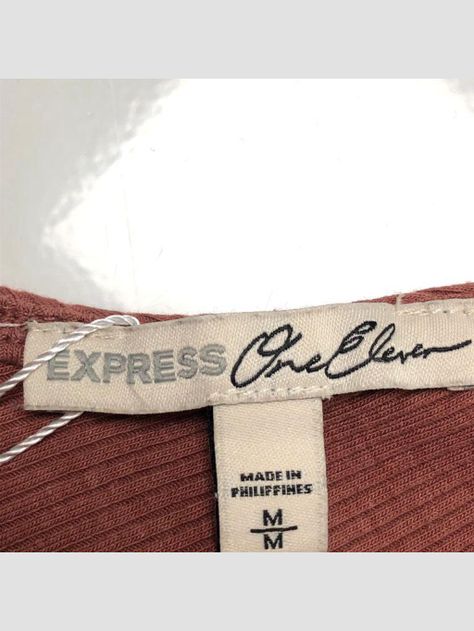 EXPRESS One Eleven
MADE IN
PHILIPPINES
M
M